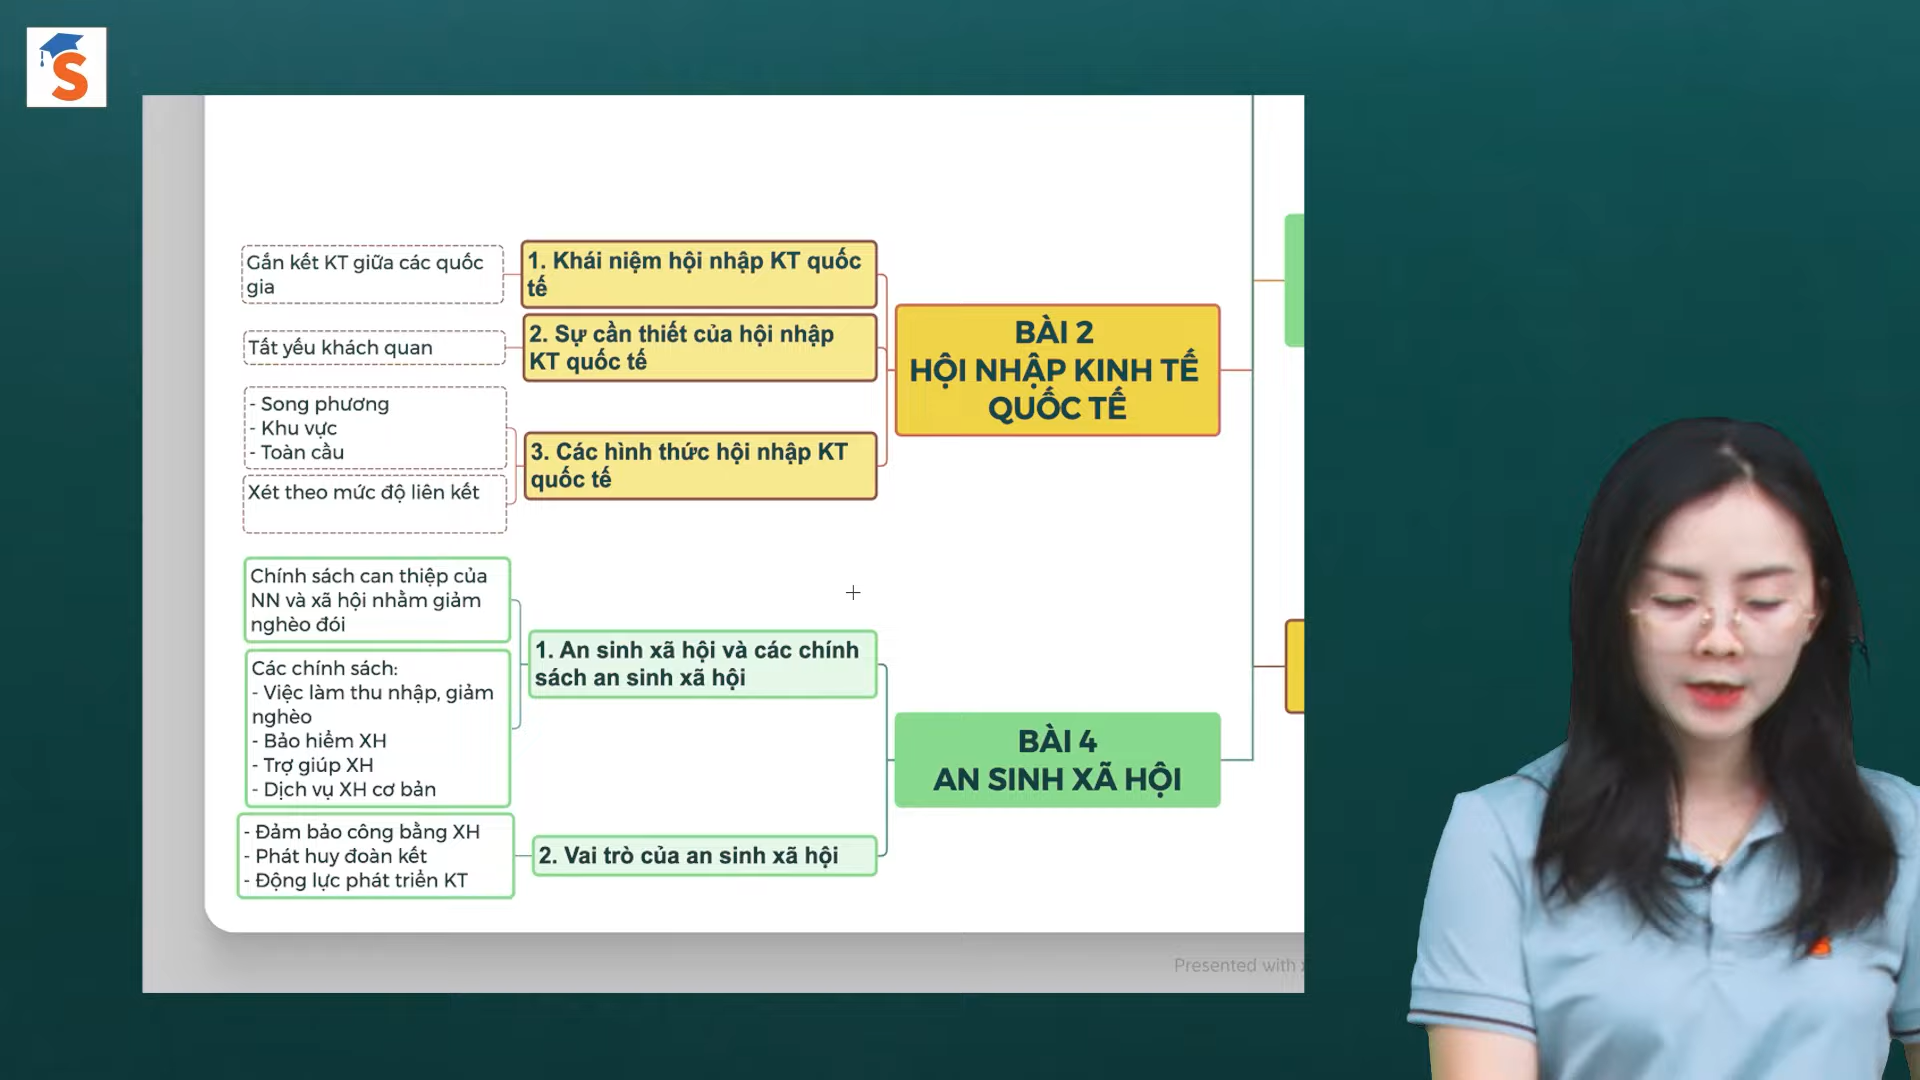 S
Gắn kết KT giữa các quốc
gia
1. Khái niệm hội nhập KT quốc
tế
Tất yếu khách quan
2. Sự cần thiết của hội nhập
KT quốc tế
- Song phương
- Khu vực
- Toàn cầu
Xét theo mức độ liên kết
3. Các hình thức hội nhập KT
quốc tế
BÀI 2
HỘI NHẬP KINH TẾ
QUỐC TẾ
Chính sách can thiệp của
NN và xã hội nhằm giảm
nghèo đói
Các chính sách:
- Việc làm thu nhập, giảm
nghèo
- Bảo hiểm XH
- Trợ giúp XH
- Dịch vụ XH cơ bản
1. An sinh xã hội và các chính
sách an sinh xã hội
- Đảm bảo công bằng XH
- Phát huy đoàn kết
- Động lực phát triển KT
2. Vai trò của an sinh xã hội
BÀI 4
AN SINH XÃ HỘI
Presented with